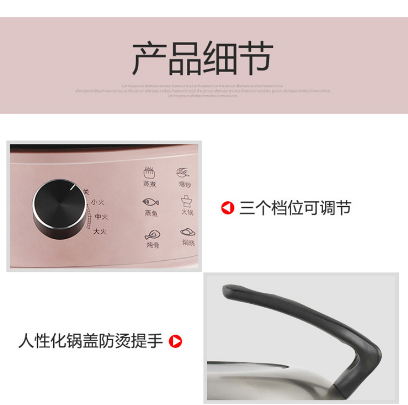 产品细节
关
小火
中火
大火
蒸煮
爆炒
蒸鱼
火锅
炖骨
焖烧
三个档位可调节
人性化锅盖防烫提手